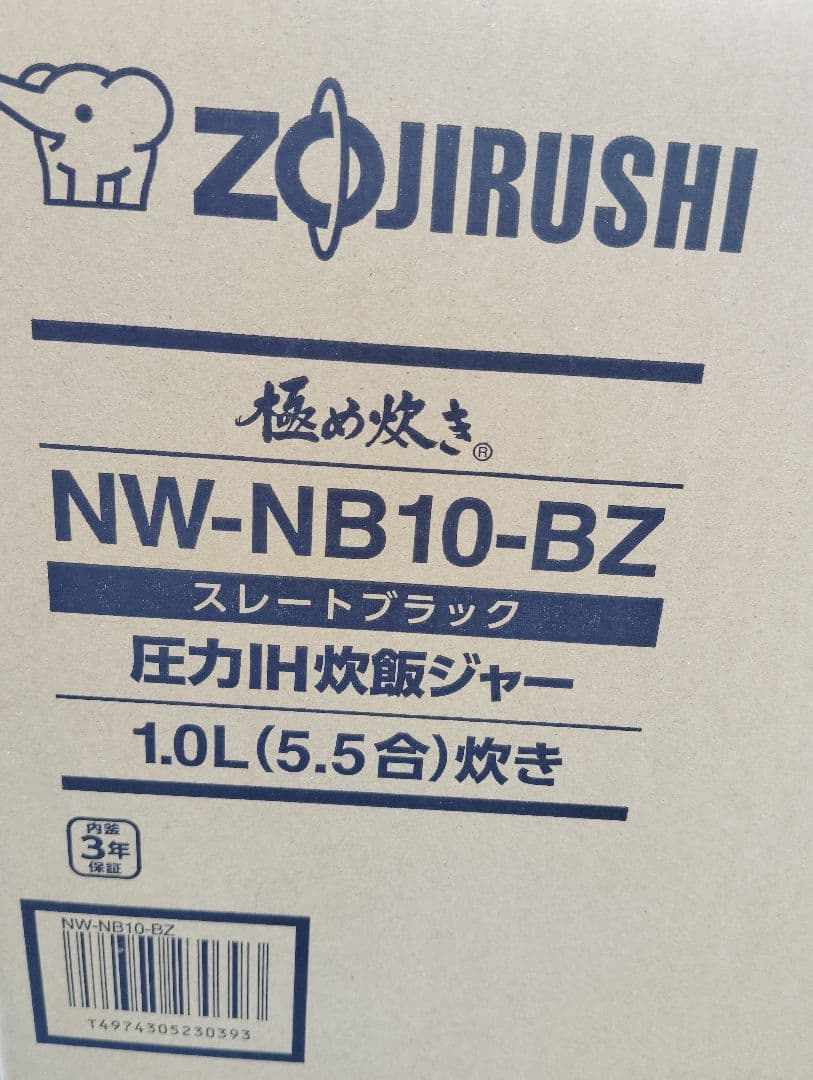 ZOJIRUSHI
極め炊き®
NW-NB10-BZ
スレートブラック
圧力IH炊飯ジャー
1.0L(5.5合)炊き
内釜
3年
保証
NW-NB10-BZ
T4974305230393